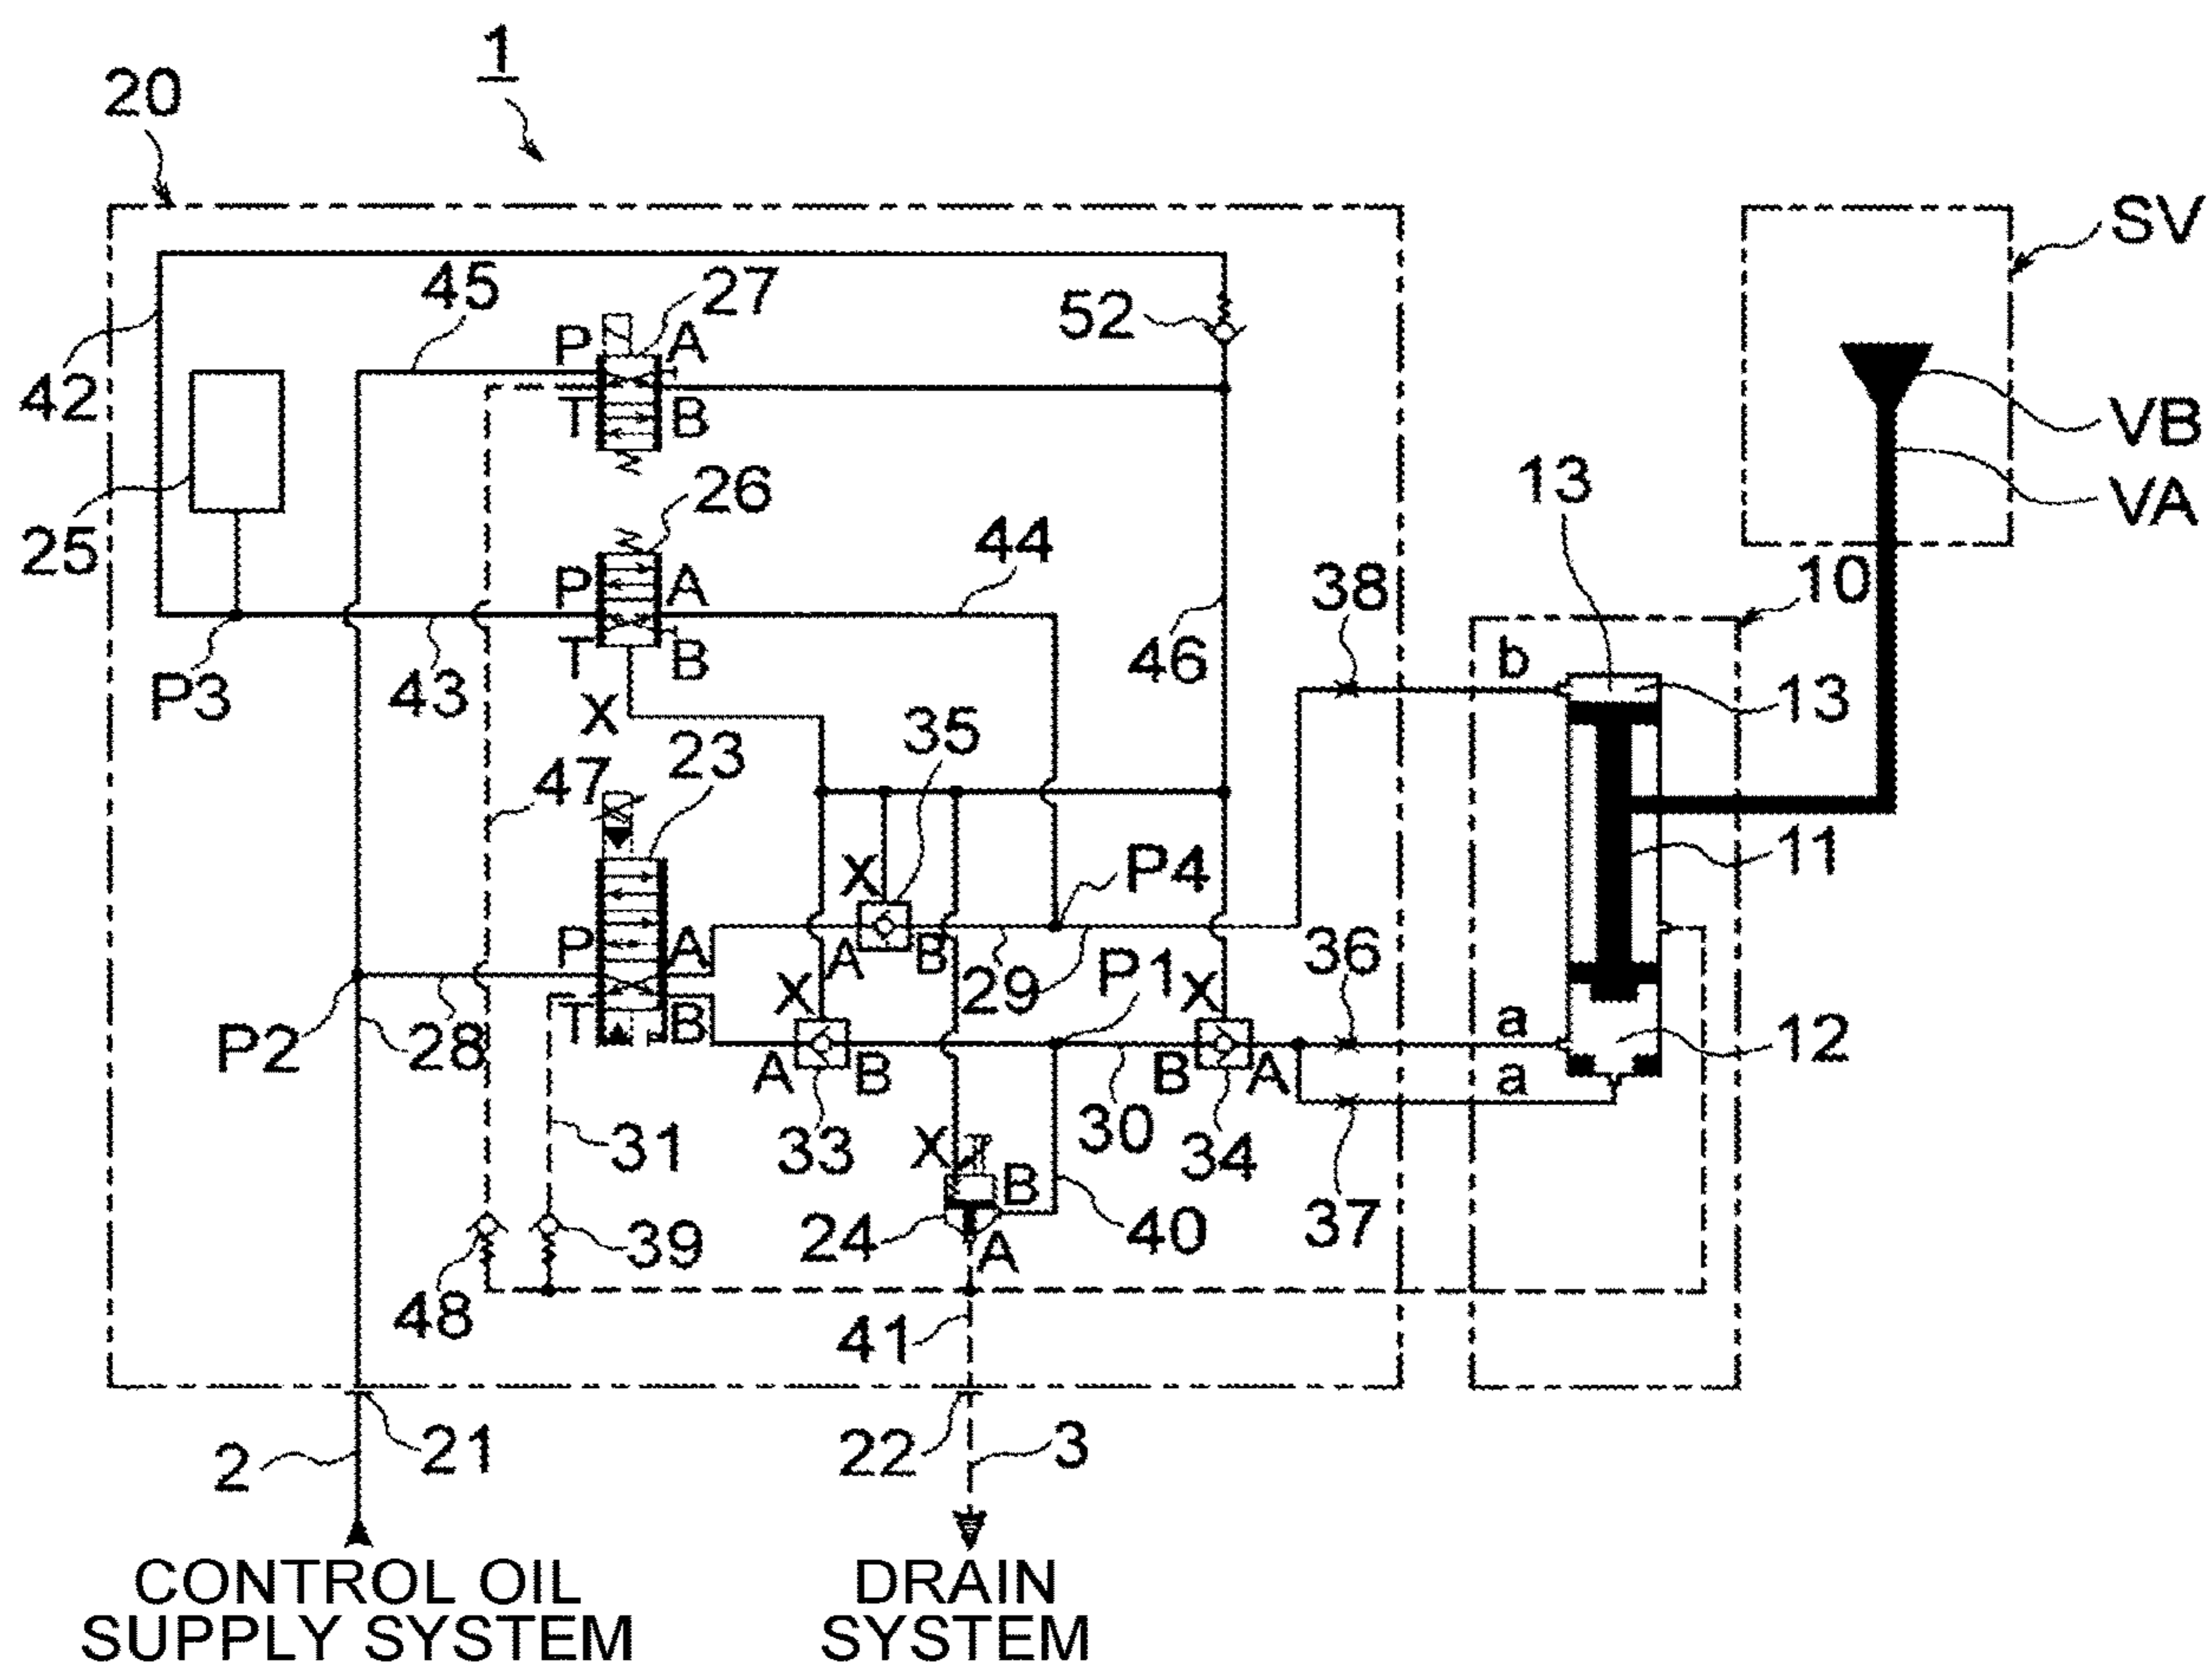 1
20
SV
45
27
P
A
52
42
T
B
VB
26
13
VA
25
P
A
44
38
10
T
B
46
b
P3
43
X
35
13
23
47
X
P4
11
P
A
A
B
36
29
P1
X
X
T
B
a
12
P2
28
A
B
B
A
a
30
31
33
X
B
34
24
A
40
37
39
48
41
2
21
22
3
CONTROL OIL
SUPPLY SYSTEM
DRAIN
SYSTEM